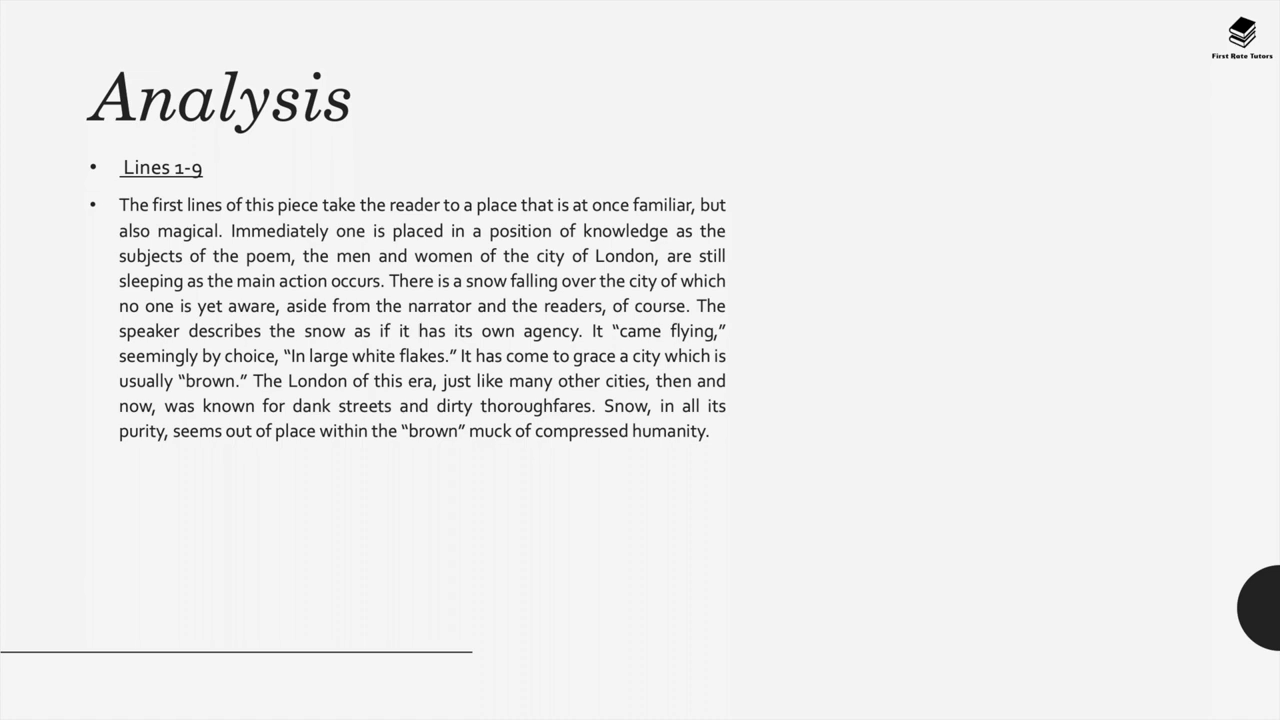 First Rate Tutors
Analysis
• Lines 1-9
• The first lines of this piece take the reader to a place that is at once familiar, but
also magical. Immediately one is placed in a position of knowledge as the
subjects of the poem, the men and women of the city of London, are still
sleeping as the main action occurs. There is a snow falling over the city of which
no one is yet aware, aside from the narrator and the readers, of course. The
speaker describes the snow as if it has its own agency. It “came flying,”
seemingly by choice, “In large white flakes.” It has come to grace a city which is
usually “brown.” The London of this era, just like many other cities, then and
now, was known for dank streets and dirty thoroughfares. Snow, in all its
purity, seems out of place within the “brown” muck of compressed humanity.